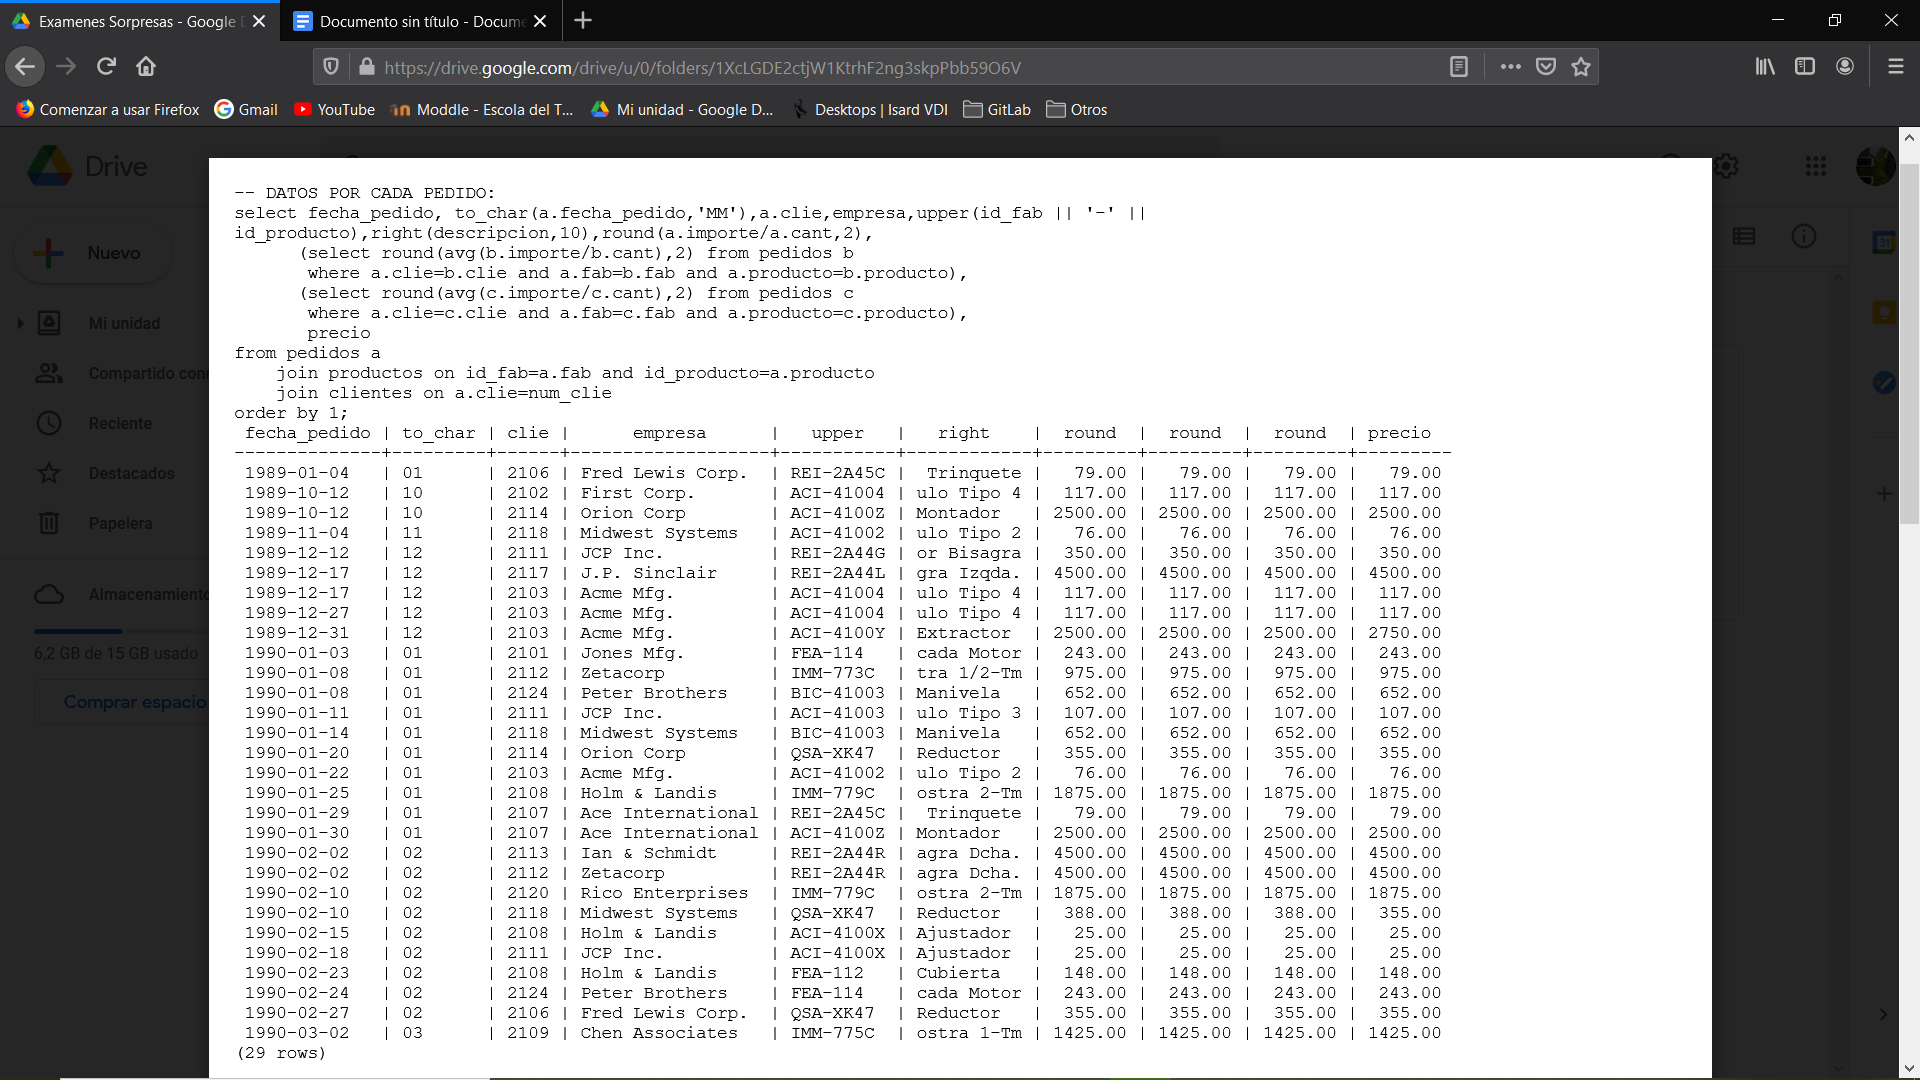 Examenes Sorpresas - Google D
Documento sin título - Docume
https://drive.google.com/drive/u/0/folders/1XcLGDE2ctjW1KtrhF2ng3skpPbb59O6V
Comenzar a usar Firefox
Gmail
YouTube
Moddle - Escola del T...
Mi unidad - Google D...
Desktops | Isard VDI
GitLab
Otros
Drive
Nuevo
Mi unidad
Compartido con
Reciente
Destacados
Papelera
Almacenamiento
6,2 GB de 15 GB usado
Comprar espacio
31
-- DATOS POR CADA PEDIDO:
select fecha_pedido, to_char(a.fecha_pedido,'MM'),a.clie,empresa,upper(id_fab || '-' ||
id_producto),right(descripcion,10),round(a.importe/a.cant,2),
(select round(avg(b.importe/b.cant),2) from pedidos b
where a.clie=b.clie and a.fab=b.fab and a.producto=b.producto),
(select round(avg(c.importe/c.cant),2) from pedidos c
where a.clie=c.clie and a.fab=c.fab and a.producto=c.producto),
precio
from pedidos a
join productos on id_fab=a.fab and id_producto=a.producto
join clientes on a.clie=num_clie
order by 1;
fecha_pedido | to_char | clie | empresa | upper | right | round | round | round | precio
--------------+---------+------+--------------------+-----------+------------+---------+---------+---------+---------
1989-01-04 | 01 | 2106 | Fred Lewis Corp. | REI-2A45C | Trinquete | 79.00 | 79.00 | 79.00 | 79.00
1989-10-12 | 10 | 2102 | First Corp. | ACI-41004 | ulo Tipo 4 | 117.00 | 117.00 | 117.00 | 117.00
1989-10-12 | 10 | 2114 | Orion Corp | ACI-4100Z | Montador | 2500.00 | 2500.00 | 2500.00 | 2500.00
1989-11-04 | 11 | 2118 | Midwest Systems | ACI-41002 | ulo Tipo 2 | 76.00 | 76.00 | 76.00 | 76.00
1989-12-12 | 12 | 2111 | JCP Inc. | REI-2A44G | or Bisagra | 350.00 | 350.00 | 350.00 | 350.00
1989-12-17 | 12 | 2117 | J.P. Sinclair | REI-2A44L | gra Izqda. | 4500.00 | 4500.00 | 4500.00 | 4500.00
1989-12-17 | 12 | 2103 | Acme Mfg. | ACI-41004 | ulo Tipo 4 | 117.00 | 117.00 | 117.00 | 117.00
1989-12-27 | 12 | 2103 | Acme Mfg. | ACI-41004 | ulo Tipo 4 | 117.00 | 117.00 | 117.00 | 117.00
1989-12-31 | 12 | 2103 | Acme Mfg. | ACI-4100Y | Extractor | 2500.00 | 2500.00 | 2500.00 | 2750.00
1990-01-03 | 01 | 2101 | Jones Mfg. | FEA-114 | cada Motor | 243.00 | 243.00 | 243.00 | 243.00
1990-01-08 | 01 | 2112 | Zetacorp | IMM-773C | tra 1/2-Tm | 975.00 | 975.00 | 975.00 | 975.00
1990-01-08 | 01 | 2124 | Peter Brothers | BIC-41003 | Manivela | 652.00 | 652.00 | 652.00 | 652.00
1990-01-11 | 01 | 2111 | JCP Inc. | ACI-41003 | ulo Tipo 3 | 107.00 | 107.00 | 107.00 | 107.00
1990-01-14 | 01 | 2118 | Midwest Systems | BIC-41003 | Manivela | 652.00 | 652.00 | 652.00 | 652.00
1990-01-20 | 01 | 2114 | Orion Corp | QSA-XK47 | Reductor | 355.00 | 355.00 | 355.00 | 355.00
1990-01-22 | 01 | 2103 | Acme Mfg. | ACI-41002 | ulo Tipo 2 | 76.00 | 76.00 | 76.00 | 76.00
1990-01-25 | 01 | 2108 | Holm & Landis | IMM-779C | ostra 2-Tm | 1875.00 | 1875.00 | 1875.00 | 1875.00
1990-01-29 | 01 | 2107 | Ace International | REI-2A45C | Trinquete | 79.00 | 79.00 | 79.00 | 79.00
1990-01-30 | 01 | 2107 | Ace International | ACI-4100Z | Montador | 2500.00 | 2500.00 | 2500.00 | 2500.00
1990-02-02 | 02 | 2113 | Ian & Schmidt | REI-2A44R | agra Dcha. | 4500.00 | 4500.00 | 4500.00 | 4500.00
1990-02-02 | 02 | 2112 | Zetacorp | REI-2A44R | agra Dcha. | 4500.00 | 4500.00 | 4500.00 | 4500.00
1990-02-10 | 02 | 2120 | Rico Enterprises | IMM-779C | ostra 2-Tm | 1875.00 | 1875.00 | 1875.00 | 1875.00
1990-02-10 | 02 | 2118 | Midwest Systems | QSA-XK47 | Reductor | 388.00 | 388.00 | 388.00 | 355.00
1990-02-15 | 02 | 2108 | Holm & Landis | ACI-4100X | Ajustador | 25.00 | 25.00 | 25.00 | 25.00
1990-02-18 | 02 | 2111 | JCP Inc. | ACI-4100X | Ajustador | 25.00 | 25.00 | 25.00 | 25.00
1990-02-23 | 02 | 2108 | Holm & Landis | FEA-112 | Cubierta | 148.00 | 148.00 | 148.00 | 148.00
1990-02-24 | 02 | 2124 | Peter Brothers | FEA-114 | cada Motor | 243.00 | 243.00 | 243.00 | 243.00
1990-02-27 | 02 | 2106 | Fred Lewis Corp. | QSA-XK47 | Reductor | 355.00 | 355.00 | 355.00 | 355.00
1990-03-02 | 03 | 2109 | Chen Associates | IMM-775C | ostra 1-Tm | 1425.00 | 1425.00 | 1425.00 | 1425.00
(29 rows)